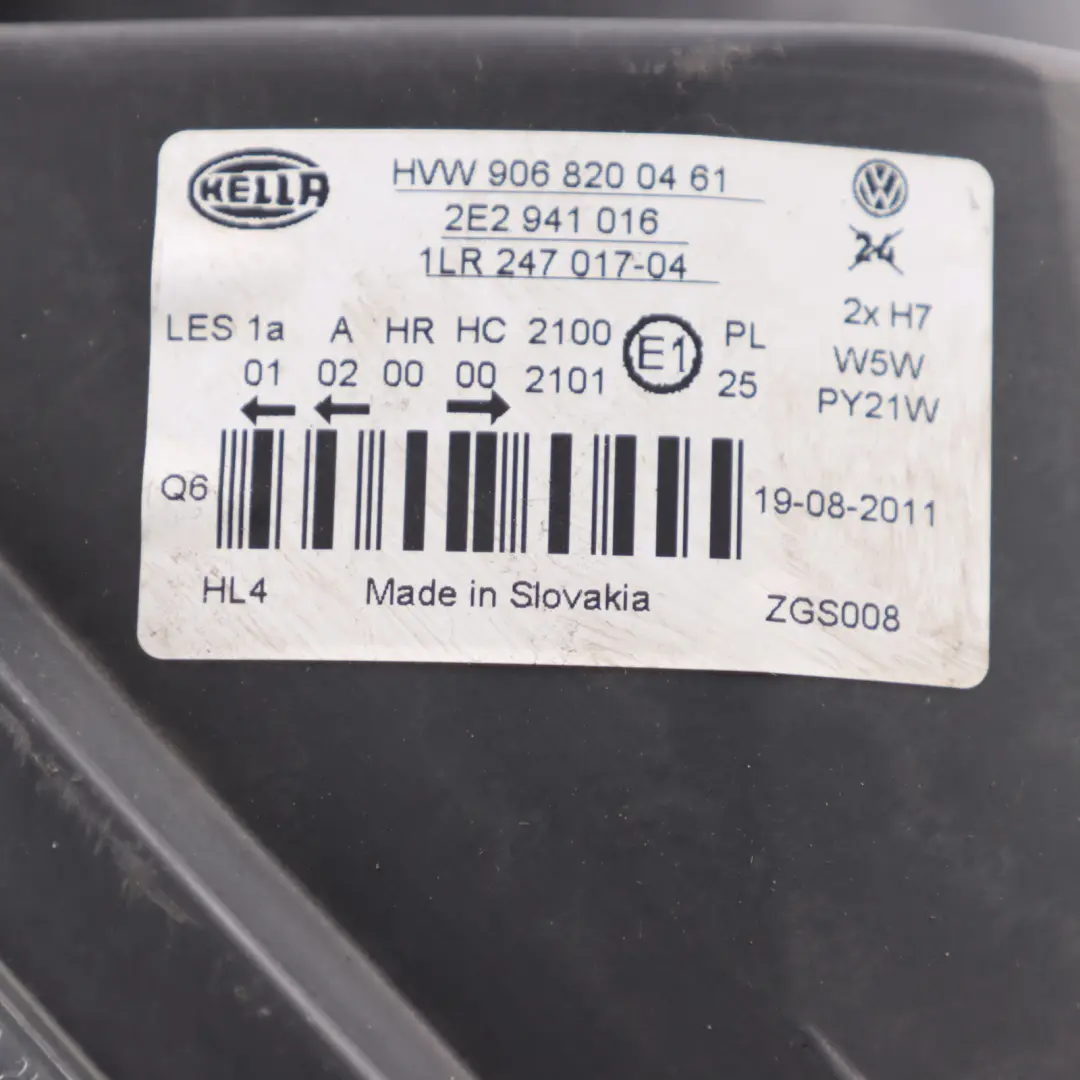 HELLA
HVW 906 820 04 61
2E2 941 016
1LR 247 017-04
VW
24
2x H7
W5W
PY21W
LES 1a A HR HC 2100 E1 PL
01 02 00 00 2101 25
Q6
19-08-2011
HL4 Made in Slovakia ZGS008